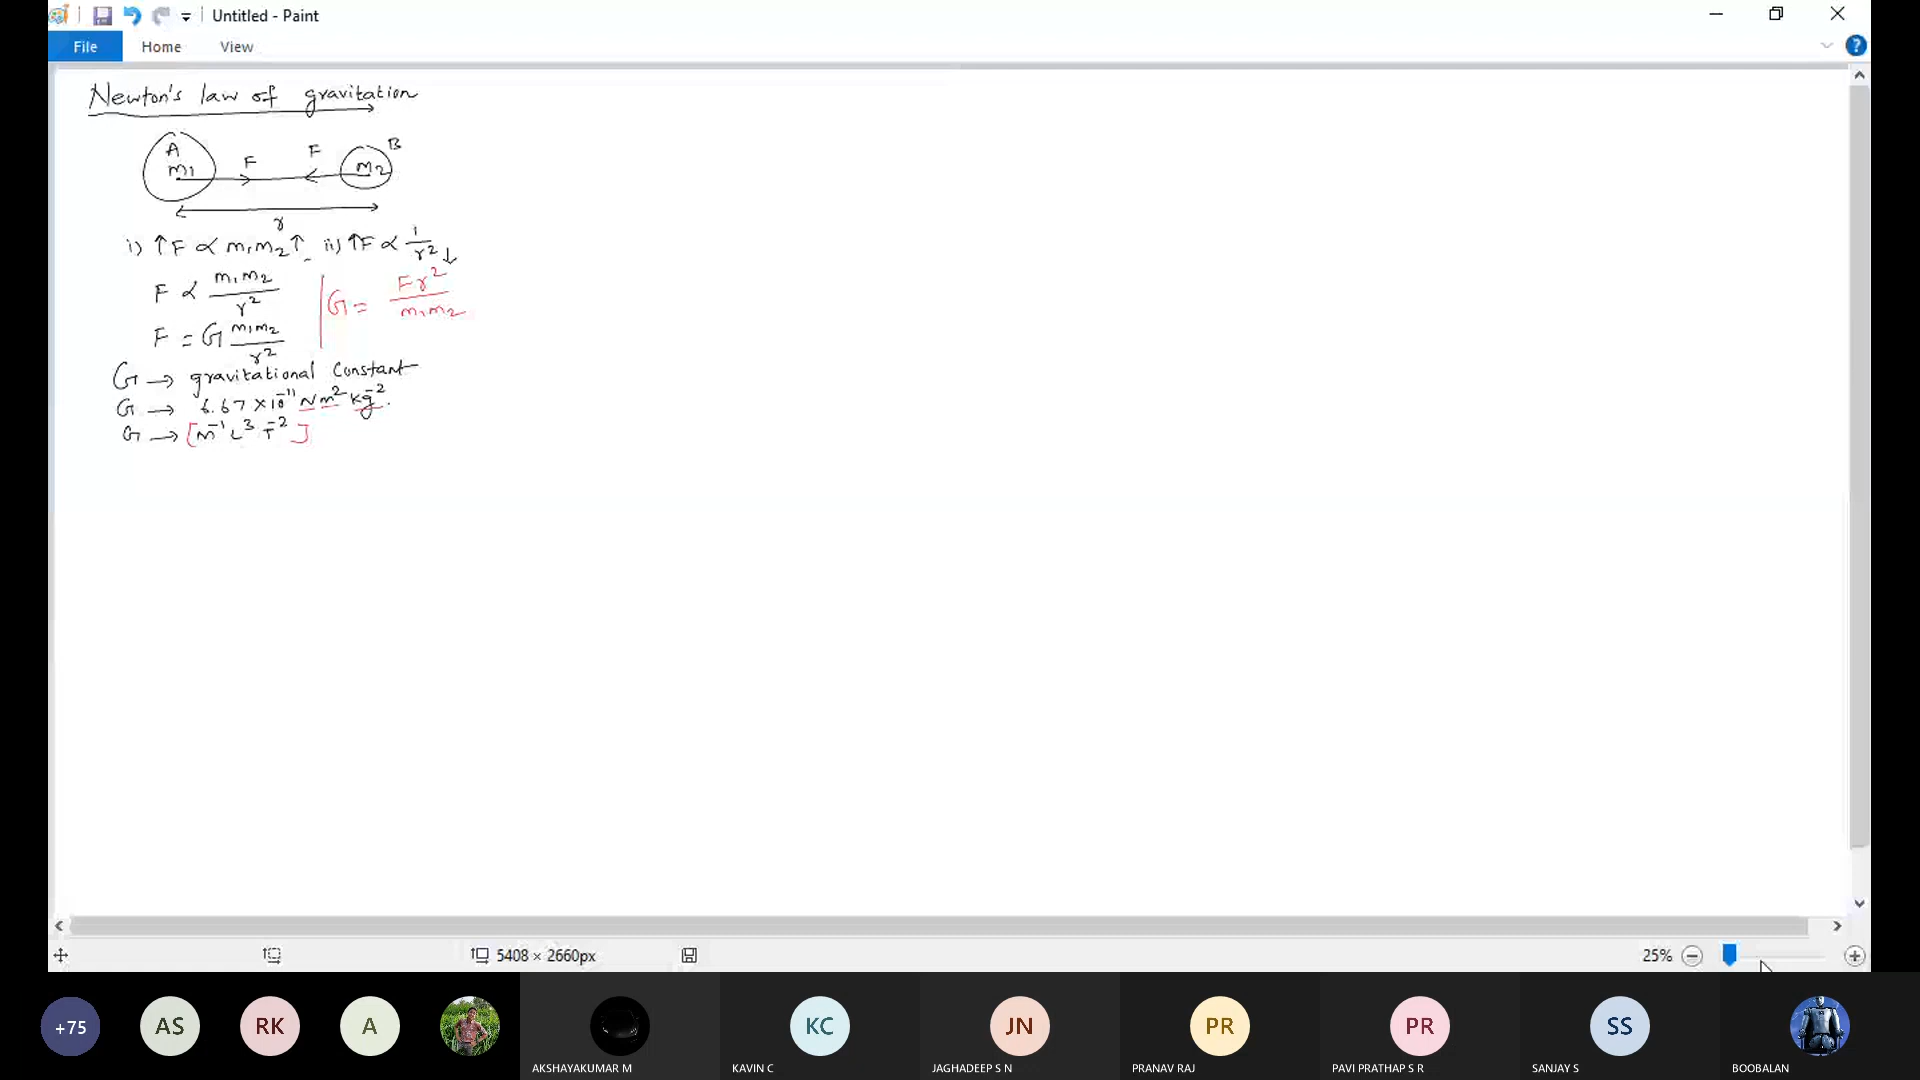 Untitled - Paint
File Home View
Newton's law of gravitation
A B
m1 F F m2
r
i) ↑F ∝ m1m2↑ ii) ↑F ∝ 1/r²↓
F ∝ m1m2/r²
G = Fr²/m1m2
F = G m1m2/r²
G → gravitational Constant
G → 6.67 × 10⁻¹¹ Nm² kg⁻².
G → [M⁻¹ L³ T⁻²]
5408 × 2660px 25%
+75 AS RK A KC JN PR PR SS
AKSHAYAKUMAR M KAVIN C JAGHADEEP S N PRANAV RAJ PAVI PRATHAP S R SANJAY S BOOBALAN